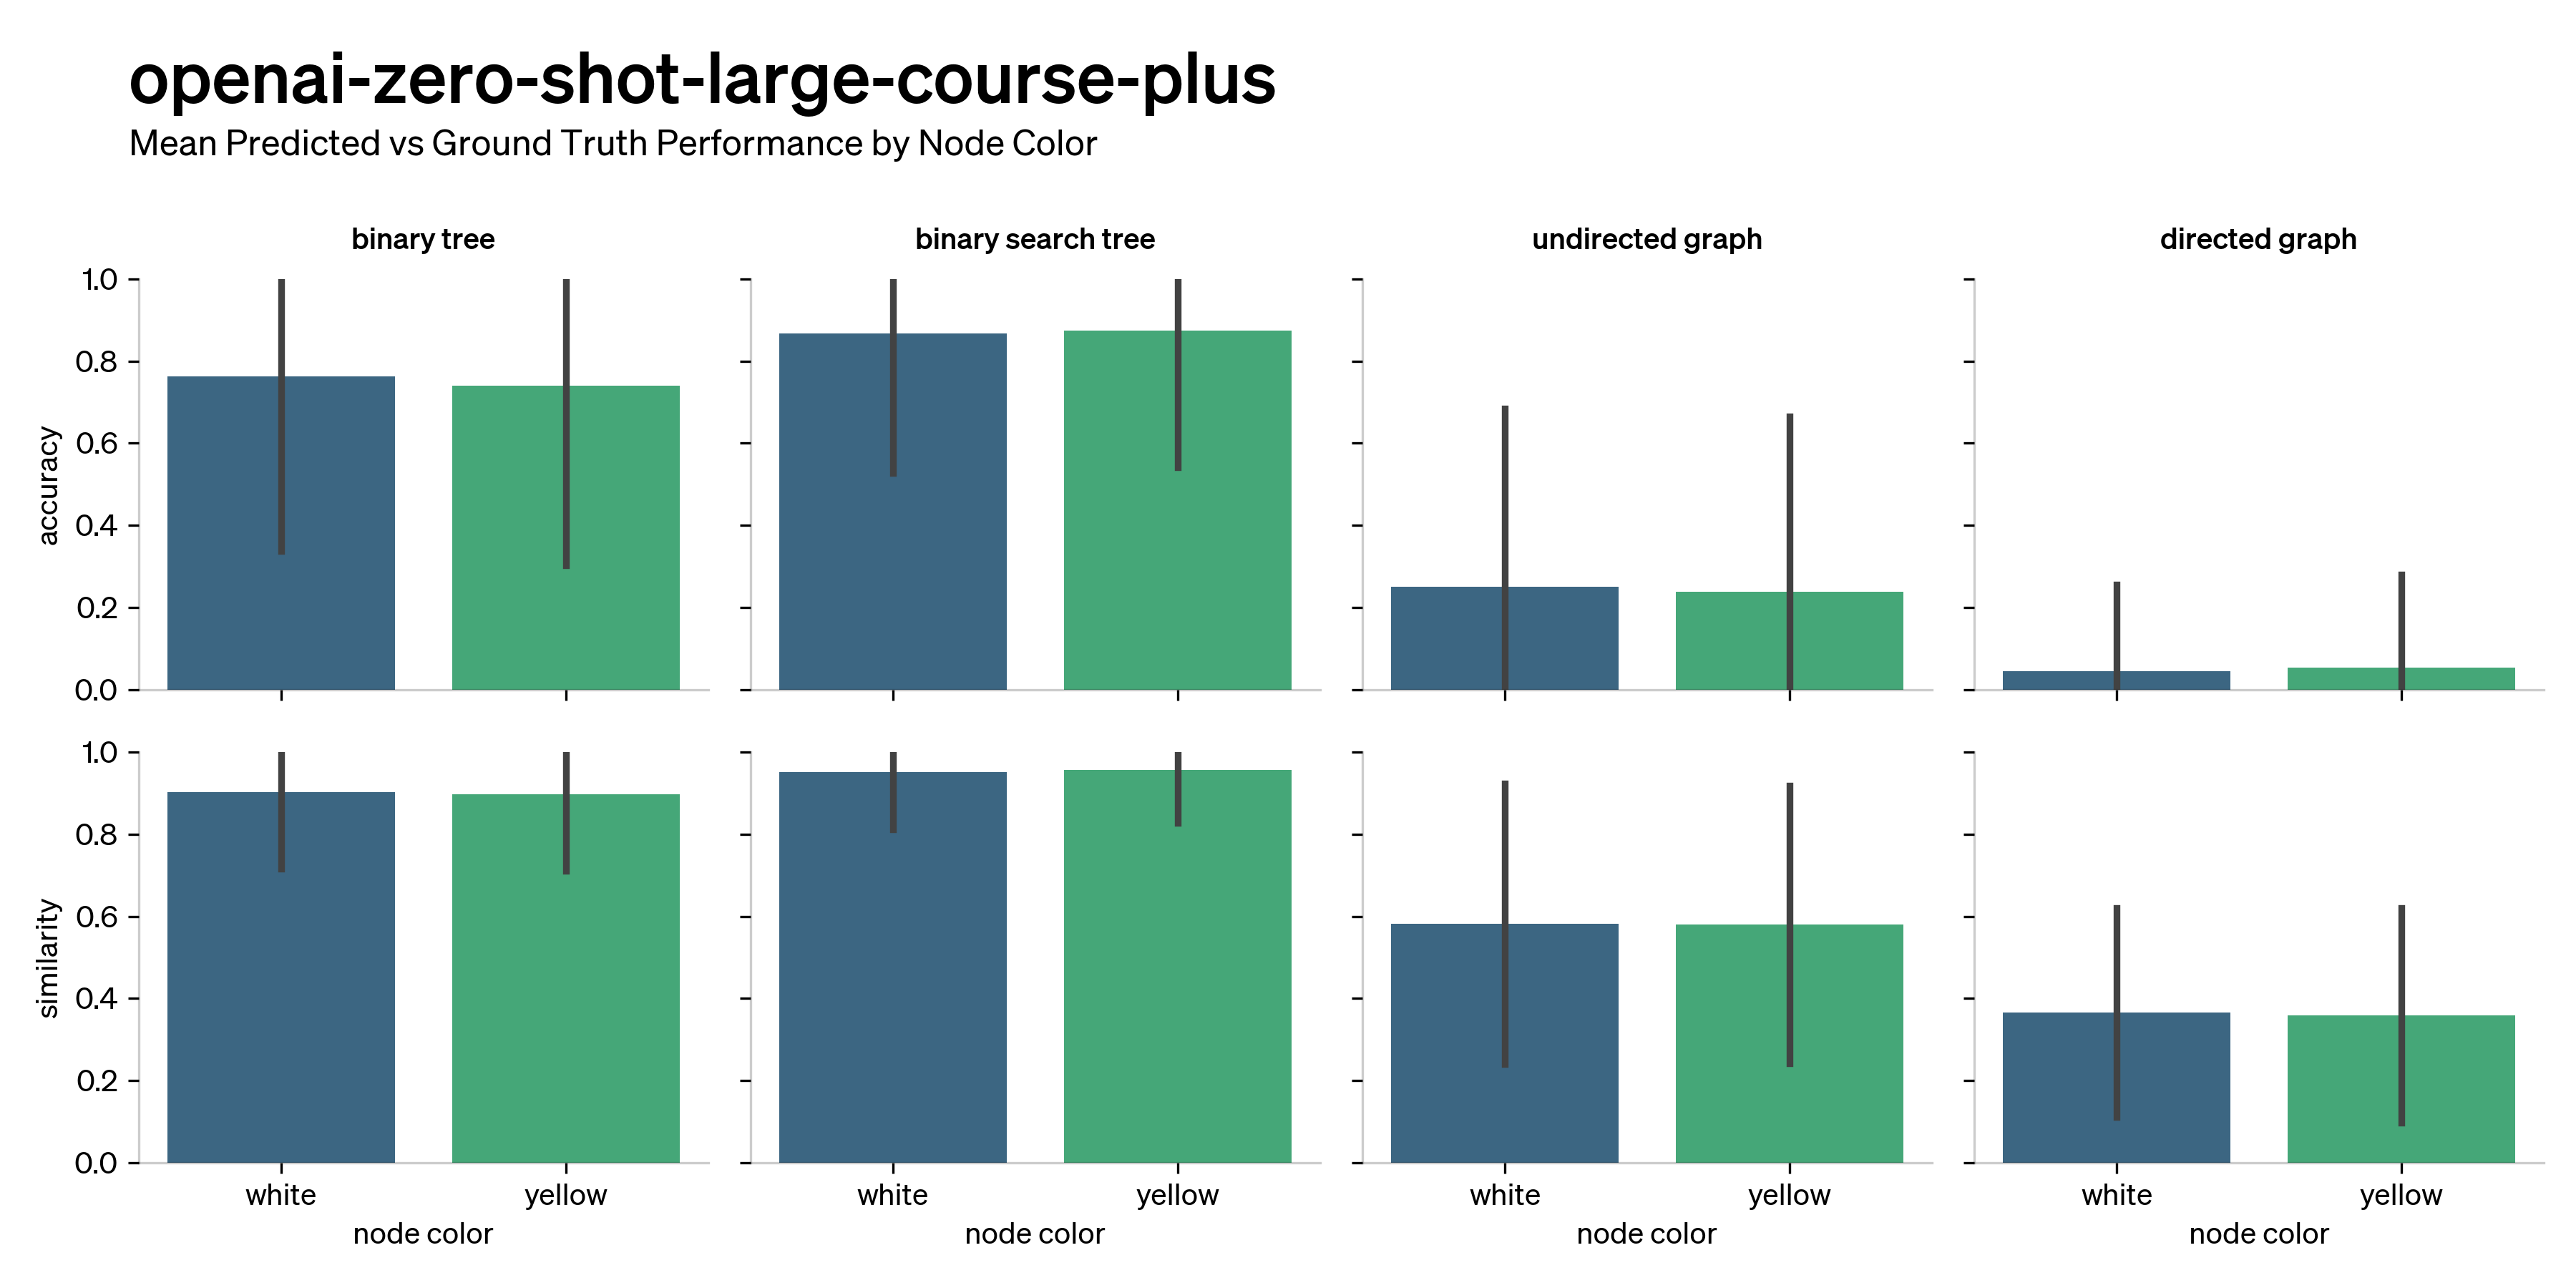 openai-zero-shot-large-course-plus
Mean Predicted vs Ground Truth Performance by Node Color
binary tree
binary search tree
undirected graph
directed graph
accuracy
1.0
0.8
0.6
0.4
0.2
0.0
similarity
1.0
0.8
0.6
0.4
0.2
0.0
white yellow
node color
white yellow
node color
white yellow
node color
white yellow
node color